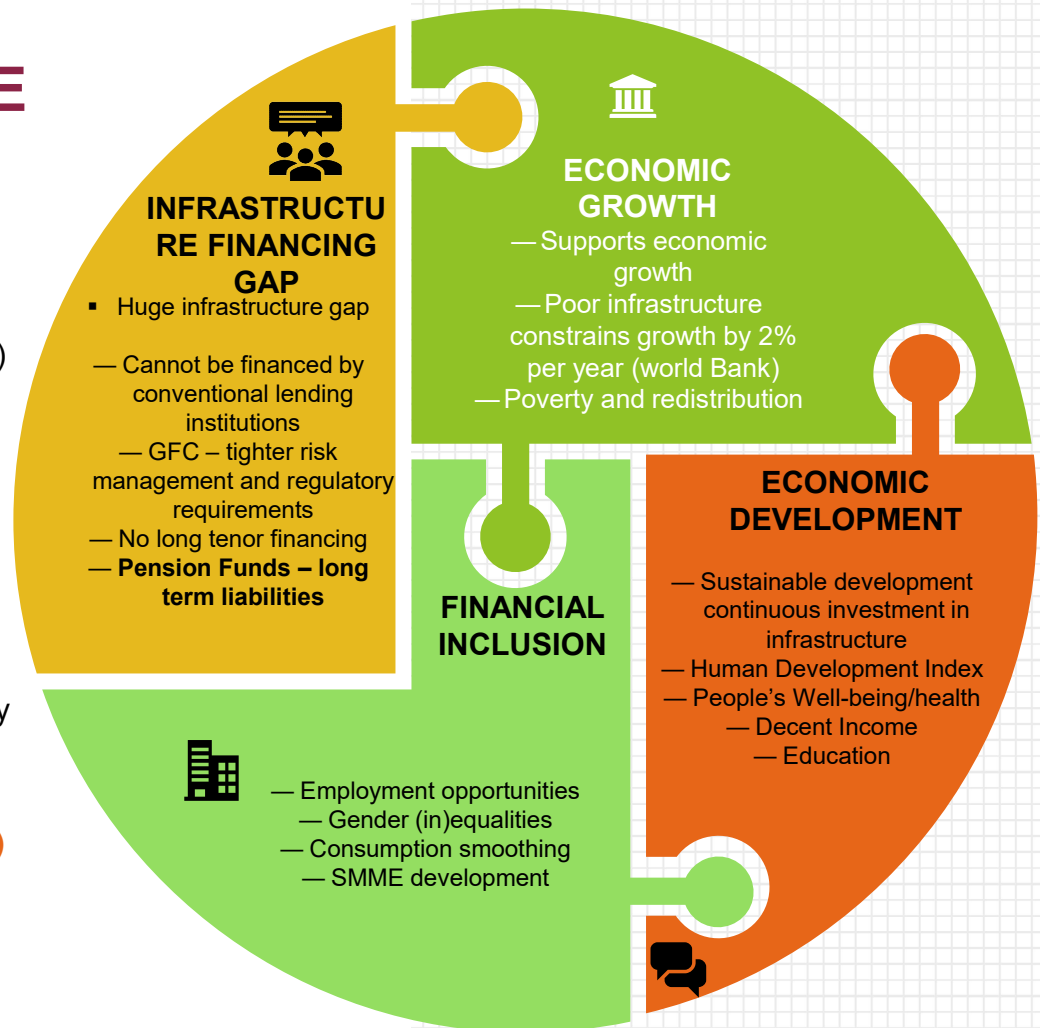 E
)
y
)
INFRASTRUCTU
RE FINANCING
GAP
▪ Huge infrastructure gap
— Cannot be financed by
conventional lending
institutions
— GFC – tighter risk
management and regulatory
requirements
— No long tenor financing
— Pension Funds – long
term liabilities
ECONOMIC
GROWTH
— Supports economic
growth
— Poor infrastructure
constrains growth by 2%
per year (world Bank)
— Poverty and redistribution
FINANCIAL
INCLUSION
— Employment opportunities
— Gender (in)equalities
— Consumption smoothing
— SMME development
ECONOMIC
DEVELOPMENT
— Sustainable development
continuous investment in
infrastructure
— Human Development Index
— People's Well-being/health
— Decent Income
— Education